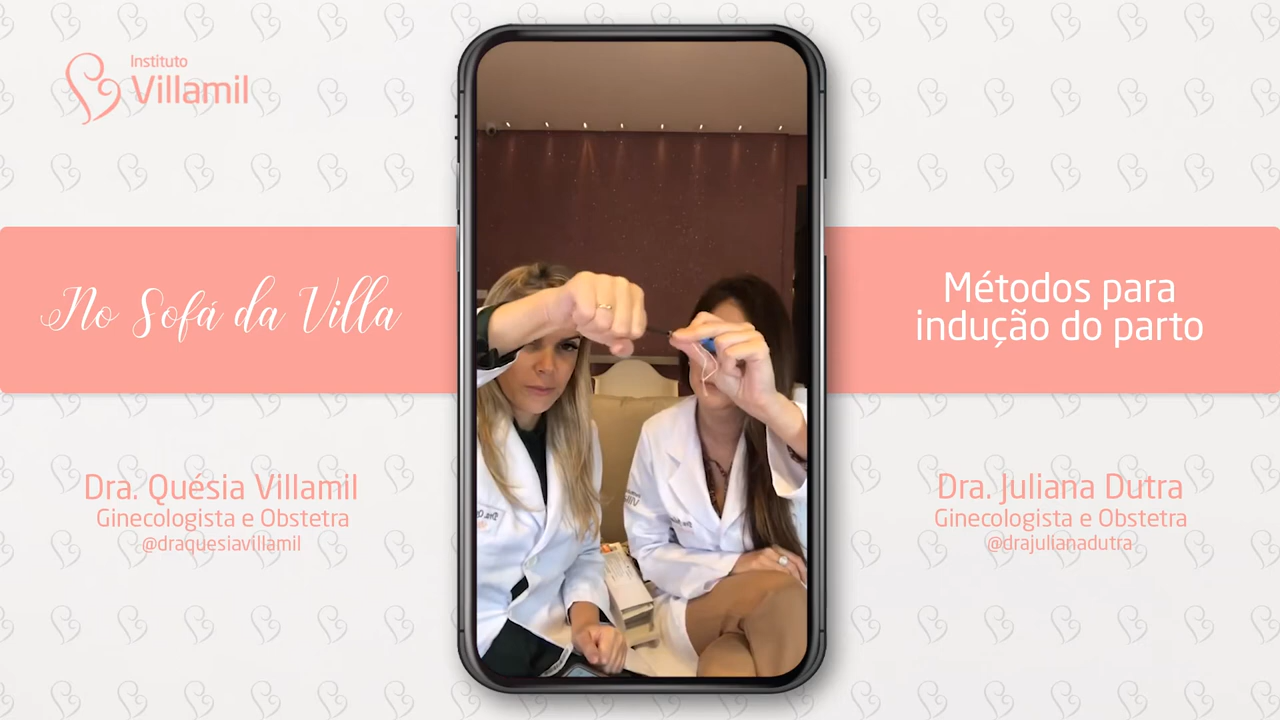 Instituto
Villamil
No Sofá da Villa
Métodos para
indução do parto
Dra. Quésia Villamil
Ginecologista e Obstetra
@draquesiavillamil
Dra. Juliana Dutra
Ginecologista e Obstetra
@drajulianadutra